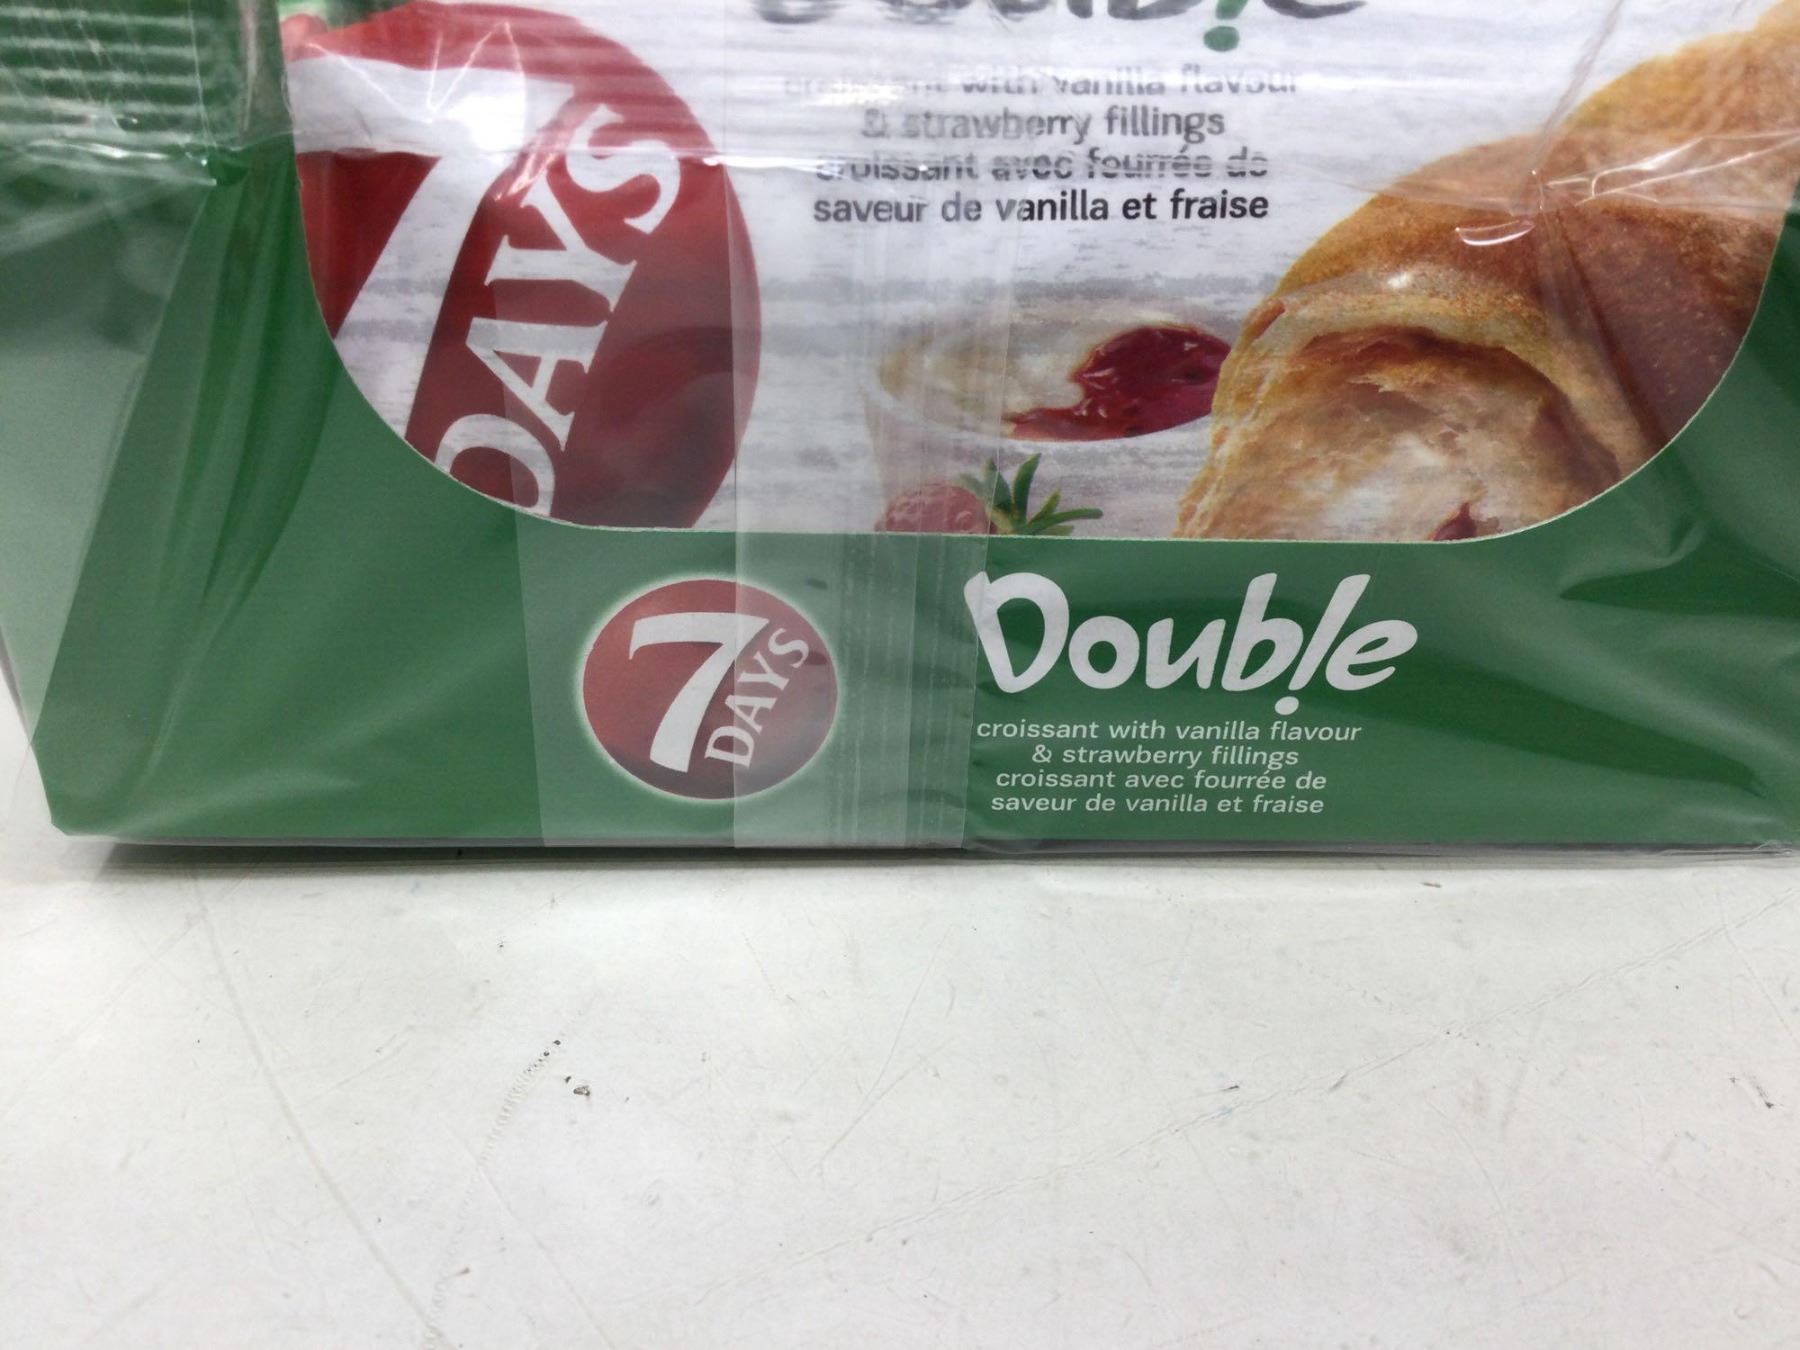 Double
croissant with vanilla flavour
& strawberry fillings
croissant avec fourrée de
saveur de vanilla et fraise
7
DAYS
7
DAYS
Double
croissant with vanilla flavour
& strawberry fillings
croissant avec fourrée de
saveur de vanilla et fraise